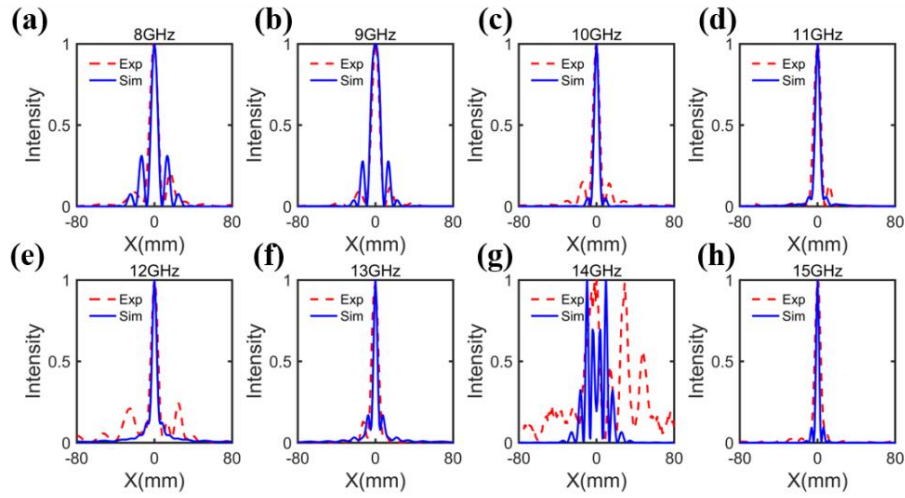 (a) 8GHz
1
Exp
Sim
0.5
Intensity
0
-80 0 80
X(mm)
(b) 9GHz
1
Exp
Sim
0.5
Intensity
0
-80 0 80
X(mm)
(c) 10GHz
1
Exp
Sim
0.5
Intensity
0
-80 0 80
X(mm)
(d) 11GHz
1
Exp
Sim
0.5
Intensity
0
-80 0 80
X(mm)
(e) 12GHz
1
Exp
Sim
0.5
Intensity
0
-80 0 80
X(mm)
(f) 13GHz
1
Exp
Sim
0.5
Intensity
0
-80 0 80
X(mm)
(g) 14GHz
1
Exp
Sim
0.5
Intensity
0
-80 0 80
X(mm)
(h) 15GHz
1
Exp
Sim
0.5
Intensity
0
-80 0 80
X(mm)